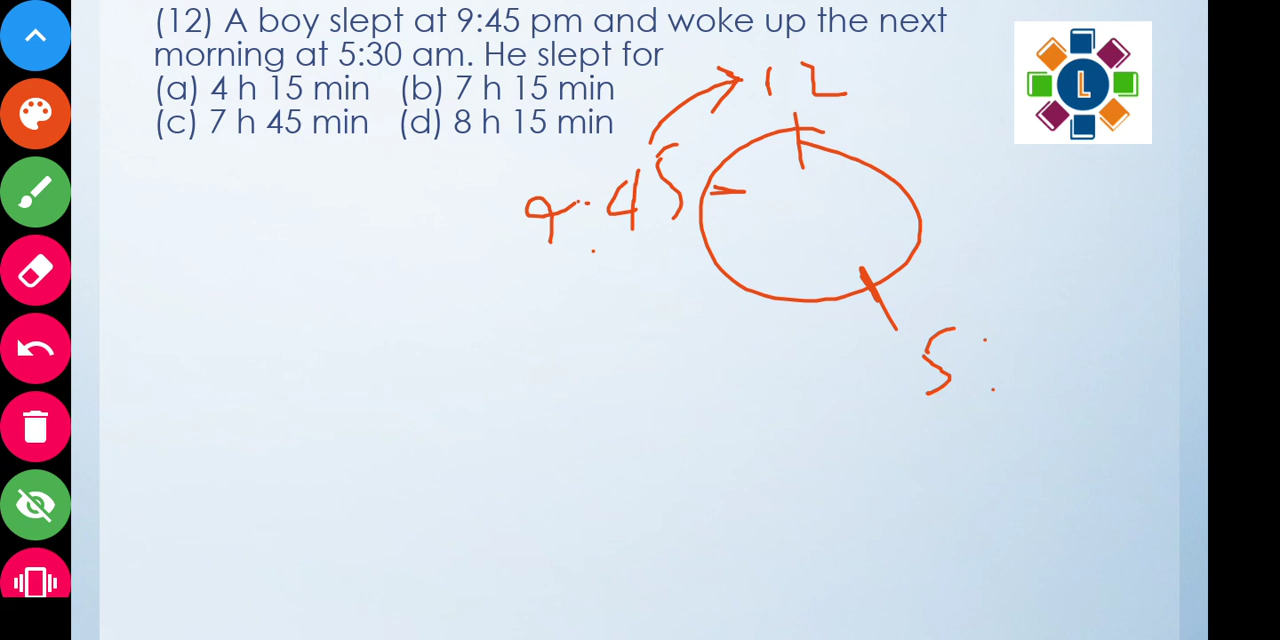 (12) A boy slept at 9:45 pm and woke up the next
morning at 5:30 am. He slept for
(a) 4 h 15 min (b) 7 h 15 min
(c) 7 h 45 min (d) 8 h 15 min
12
9:45
5:
L